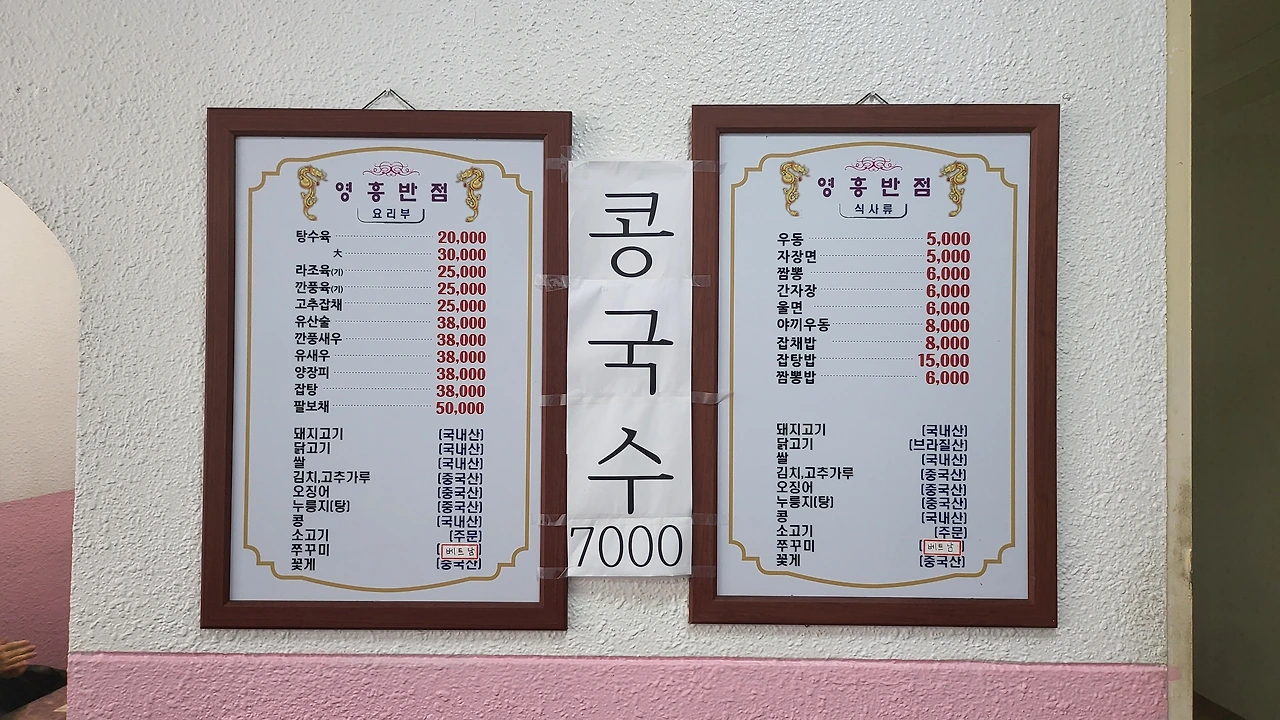 영흥반점
요리부
탕수육 20,000
大 30,000
라조육(기) 25,000
깐풍육(기) 25,000
고추잡채 25,000
유산슬 38,000
깐풍새우 38,000
유새우 38,000
양장피 38,000
잡탕 38,000
팔보채 50,000
돼지고기 (국내산)
닭고기 (국내산)
쌀 (국내산)
김치,고추가루 (중국산)
오징어 (중국산)
누룽지(탕) (중국산)
콩 (국내산)
소고기 (주문)
쭈꾸미 (베트남)
꽃게 (중국산)
콩
국
수
7000
영흥반점
식사류
우동 5,000
자장면 5,000
짬뽕 6,000
간자장 6,000
울면 6,000
야끼우동 8,000
잡채밥 8,000
잡탕밥 15,000
짬뽕밥 6,000
돼지고기 (국내산)
닭고기 (브라질산)
쌀 (국내산)
김치,고추가루 (중국산)
오징어 (중국산)
누룽지(탕) (중국산)
콩 (국내산)
소고기 (주문)
쭈꾸미 (베트남)
꽃게 (중국산)